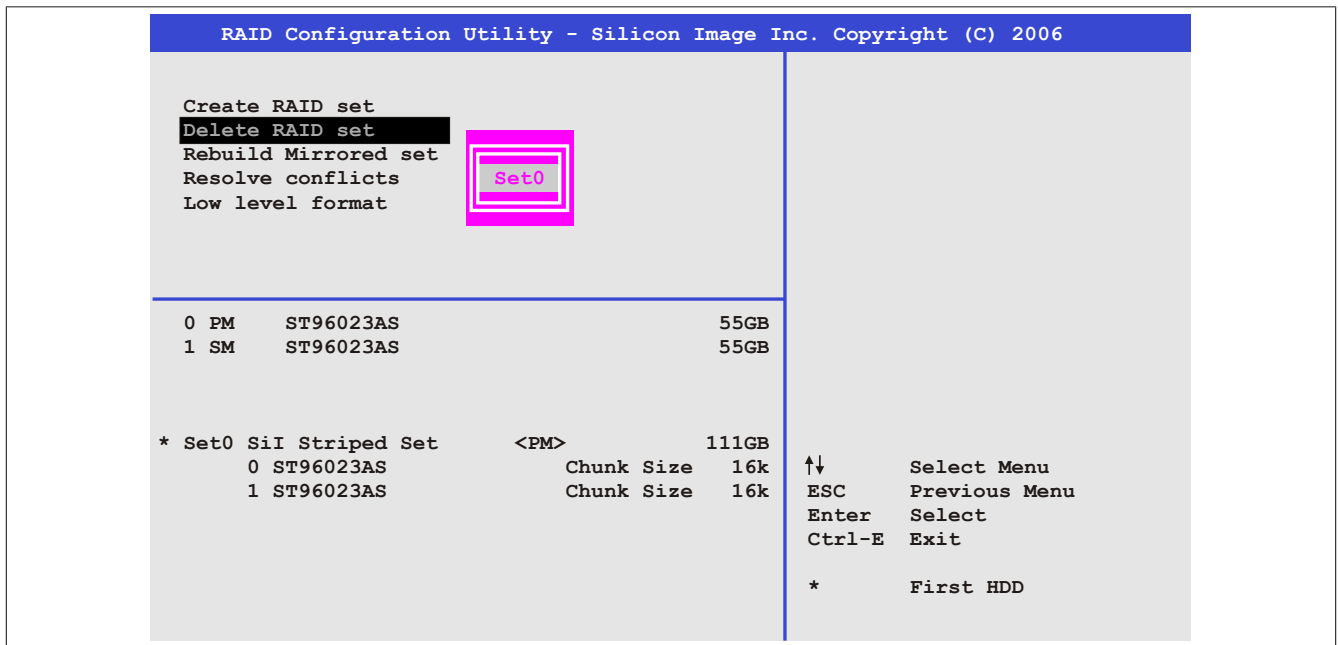 RAID Configuration Utility - Silicon Image Inc. Copyright (C) 2006
Create RAID set
Delete RAID set
Rebuild Mirrored set
Resolve conflicts
Low level format
Set0
0 PM ST96023AS 55GB
1 SM ST96023AS 55GB
* Set0 SiI Striped Set <PM> 111GB
0 ST96023AS Chunk Size 16k
1 ST96023AS Chunk Size 16k
↑↓ Select Menu
ESC Previous Menu
Enter Select
Ctrl-E Exit
* First HDD